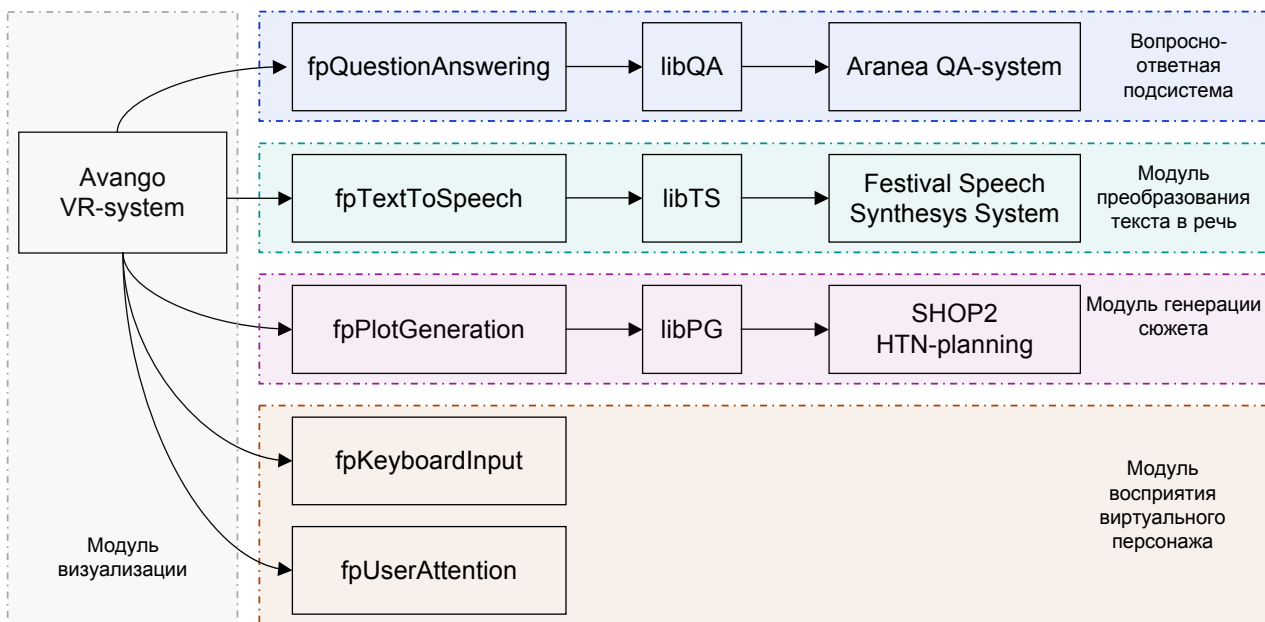 fpQuestionAnswering
libQA
Aranea QA-system
Вопросно-
ответная
подсистема
Avango
VR-system
fpTextToSpeech
libTS
Festival Speech
Synthesys System
Модуль
преобразования
текста в речь
fpPlotGeneration
libPG
SHOP2
HTN-planning
Модуль генерации
сюжета
fpKeyboardInput
fpUserAttention
Модуль
восприятия
виртуального
персонажа
Модуль
визуализации